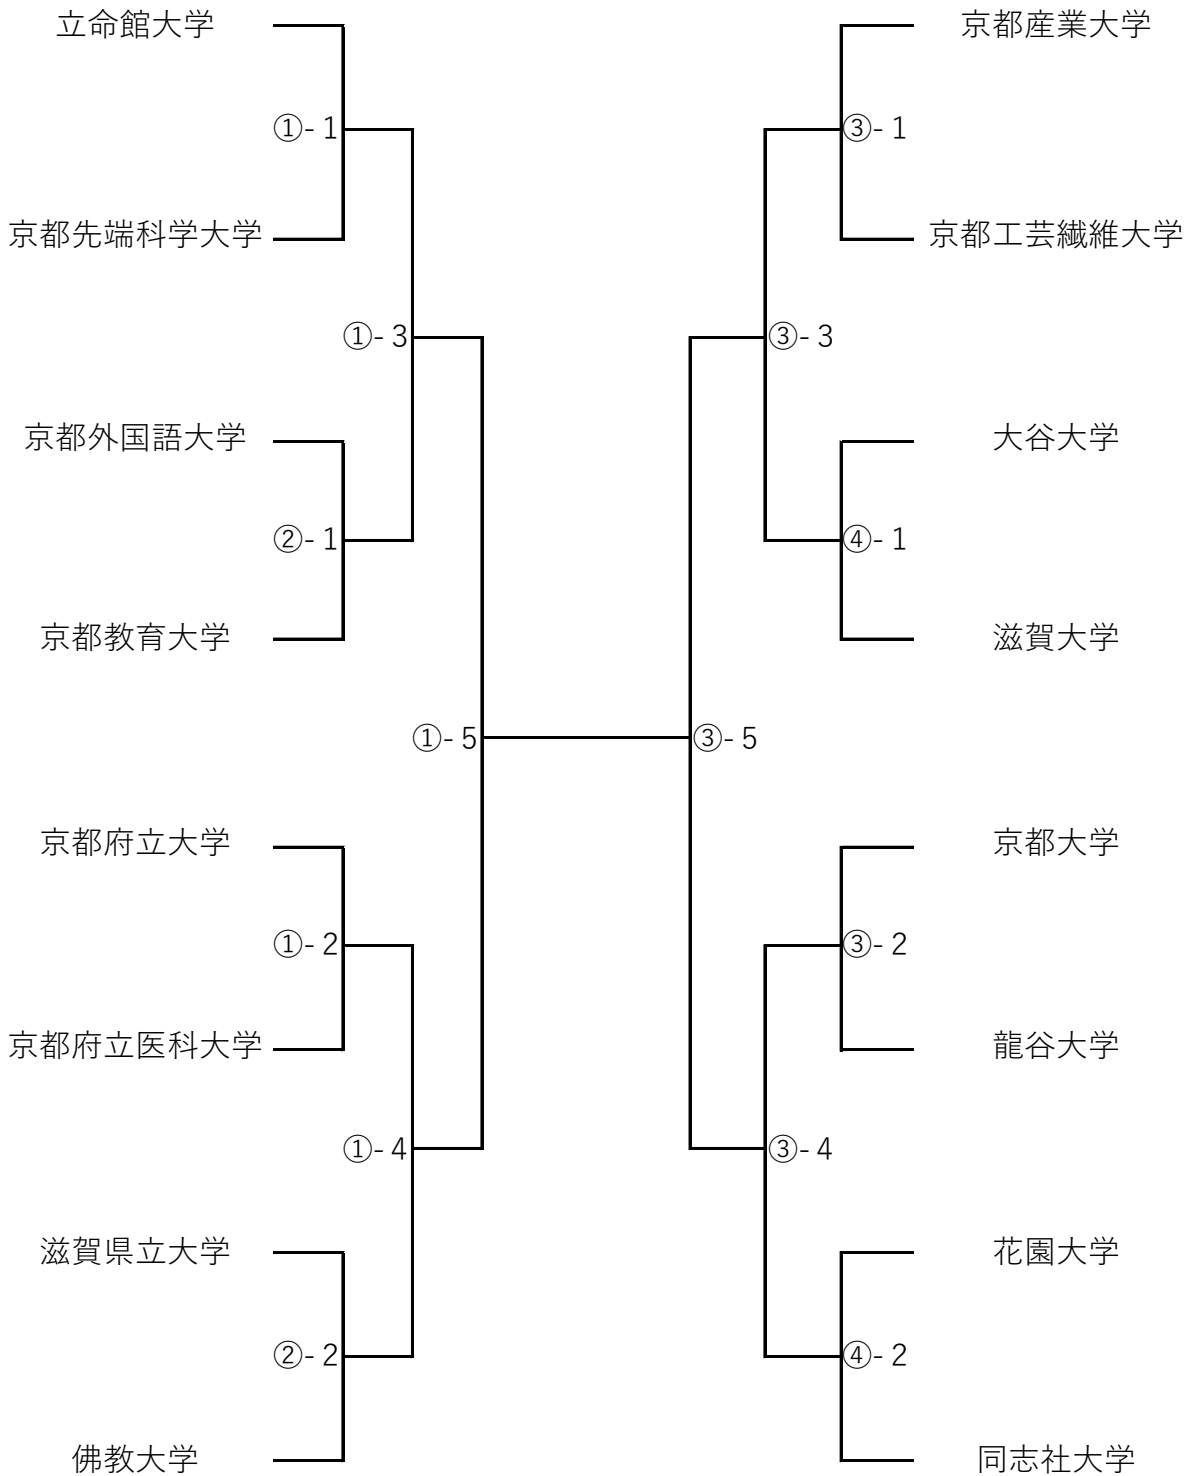 立命館大学
京都産業大学
①- 1
③- 1
京都先端科学大学
京都工芸繊維大学
①- 3
③- 3
京都外国語大学
大谷大学
②- 1
④- 1
京都教育大学
滋賀大学
①- 5
③- 5
京都府立大学
京都大学
①- 2
③- 2
京都府立医科大学
龍谷大学
①- 4
③- 4
滋賀県立大学
花園大学
②- 2
④- 2
佛教大学
同志社大学